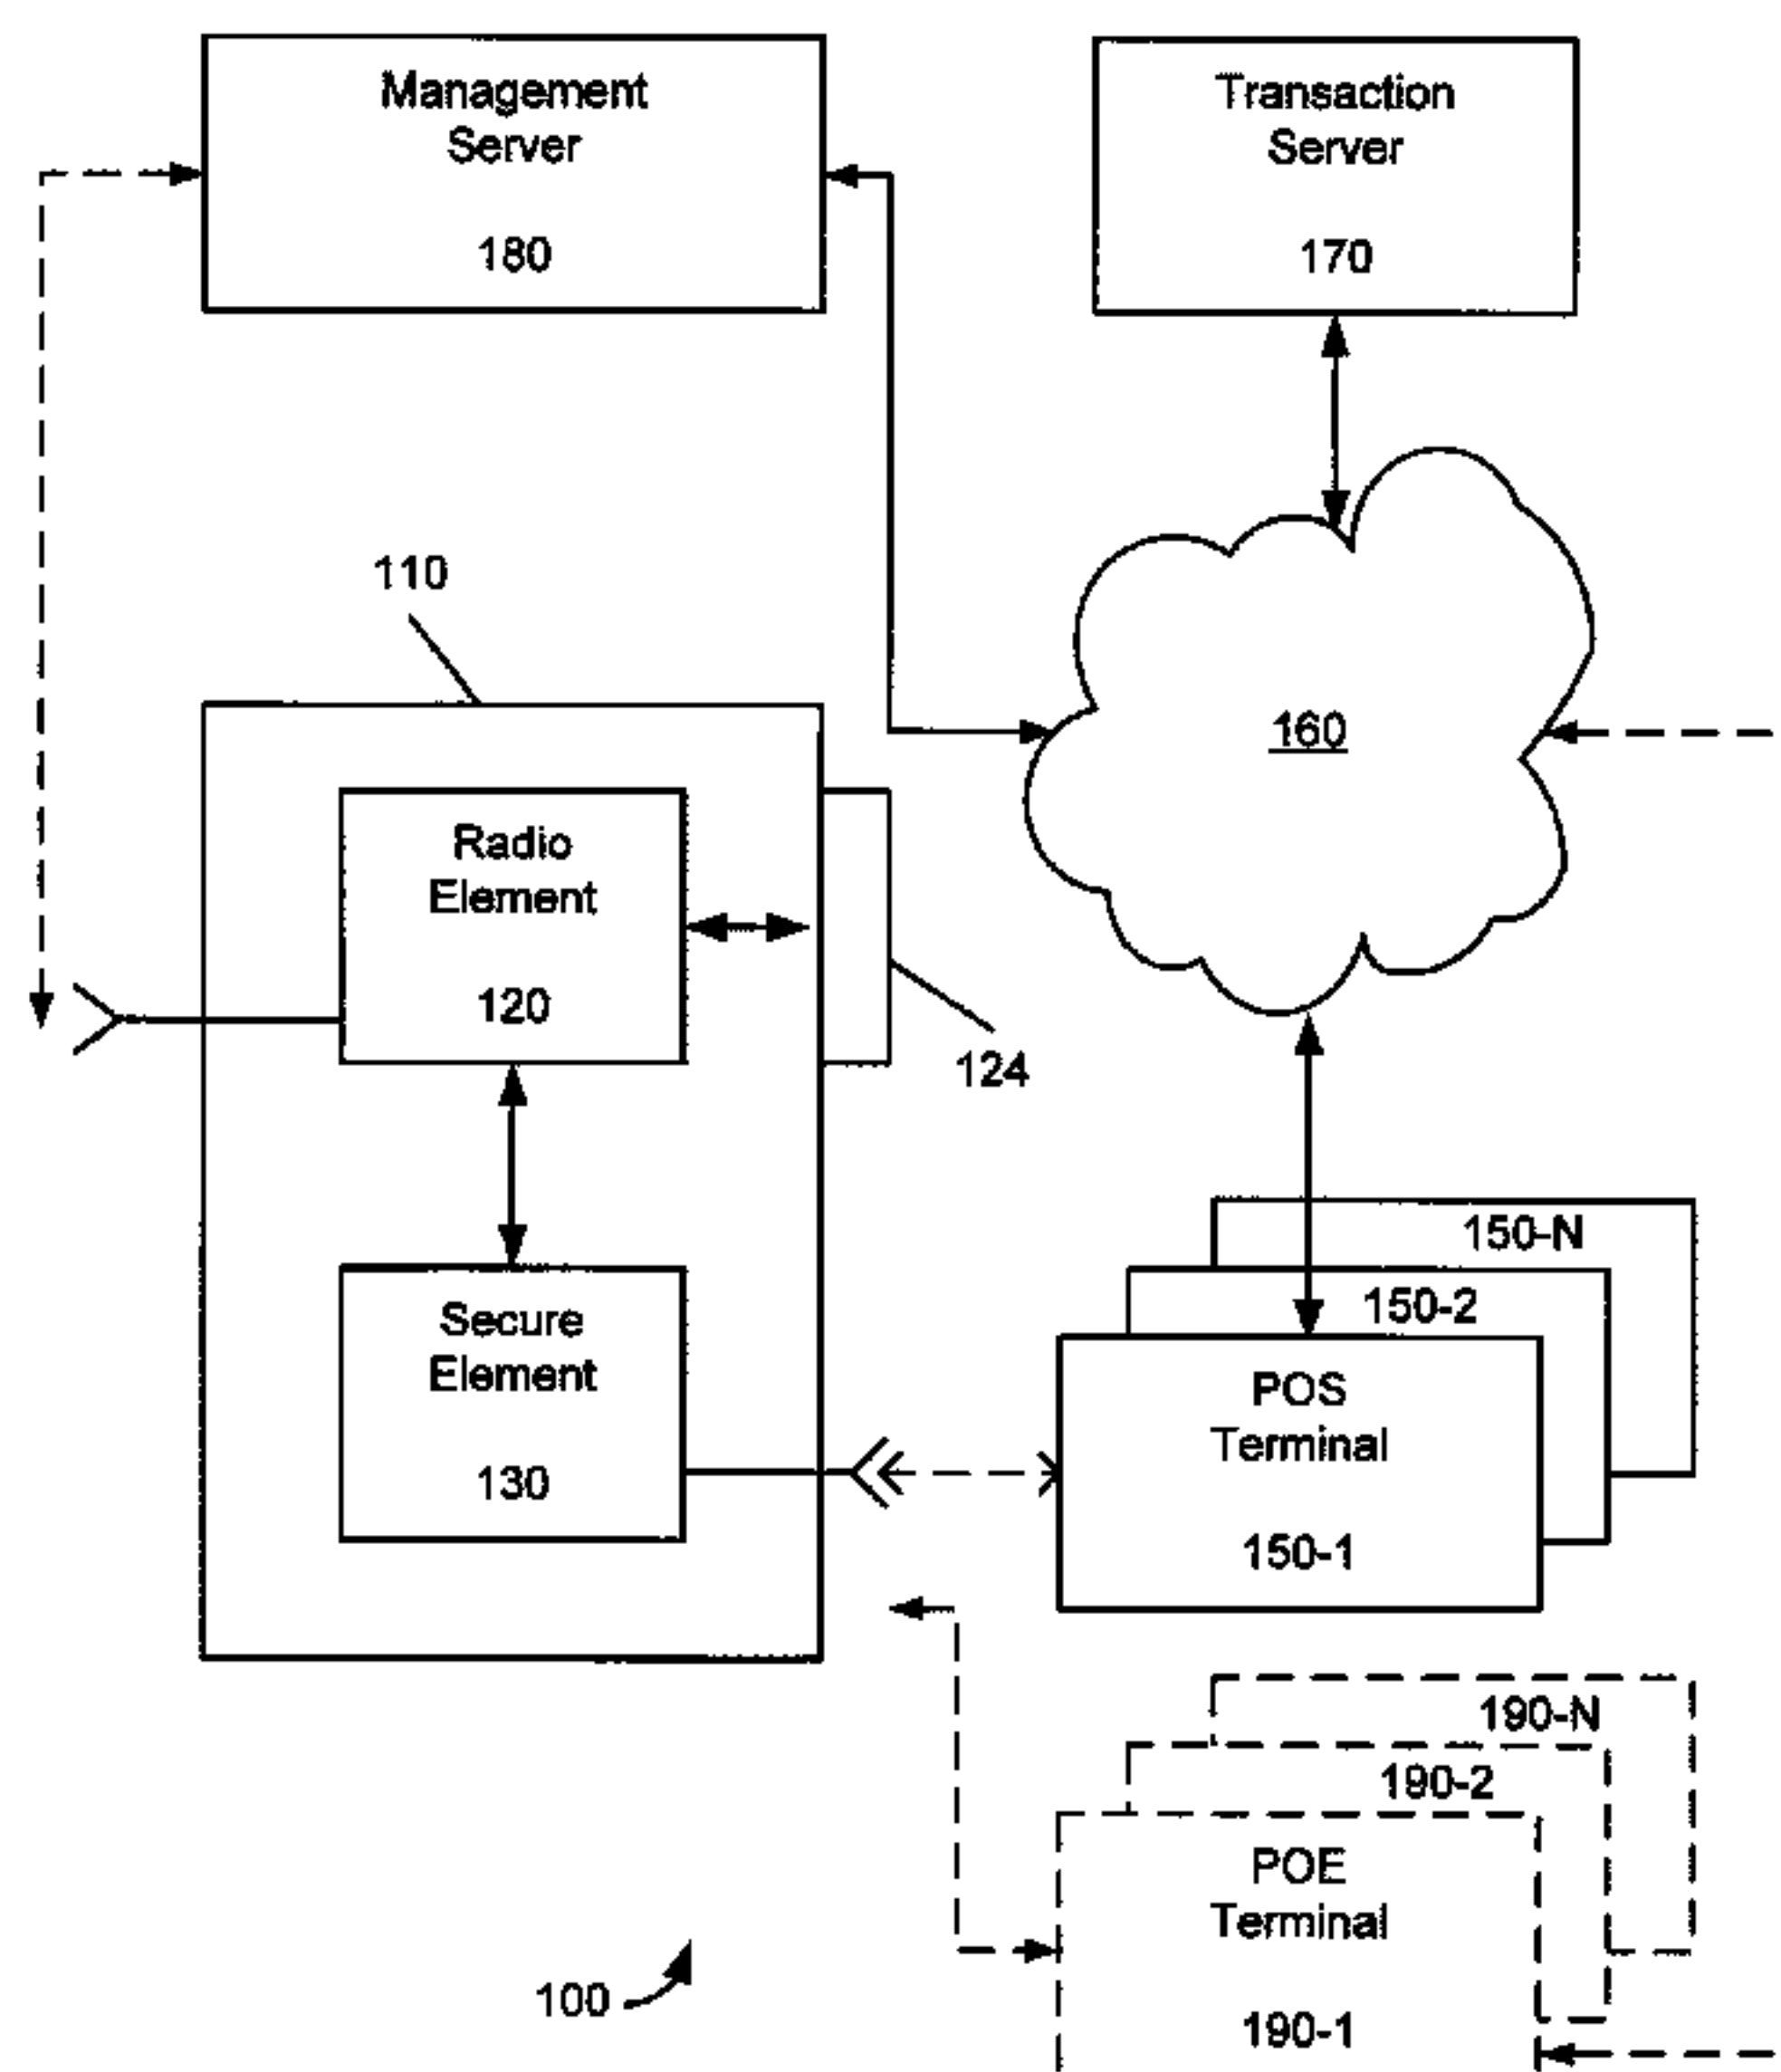 Management
Server
180
Transaction
Server
170
110
160
Radio
Element
120
124
150-N
150-2
Secure
Element
130
POS
Terminal
150-1
190-N
190-2
POE
Terminal
190-1
100